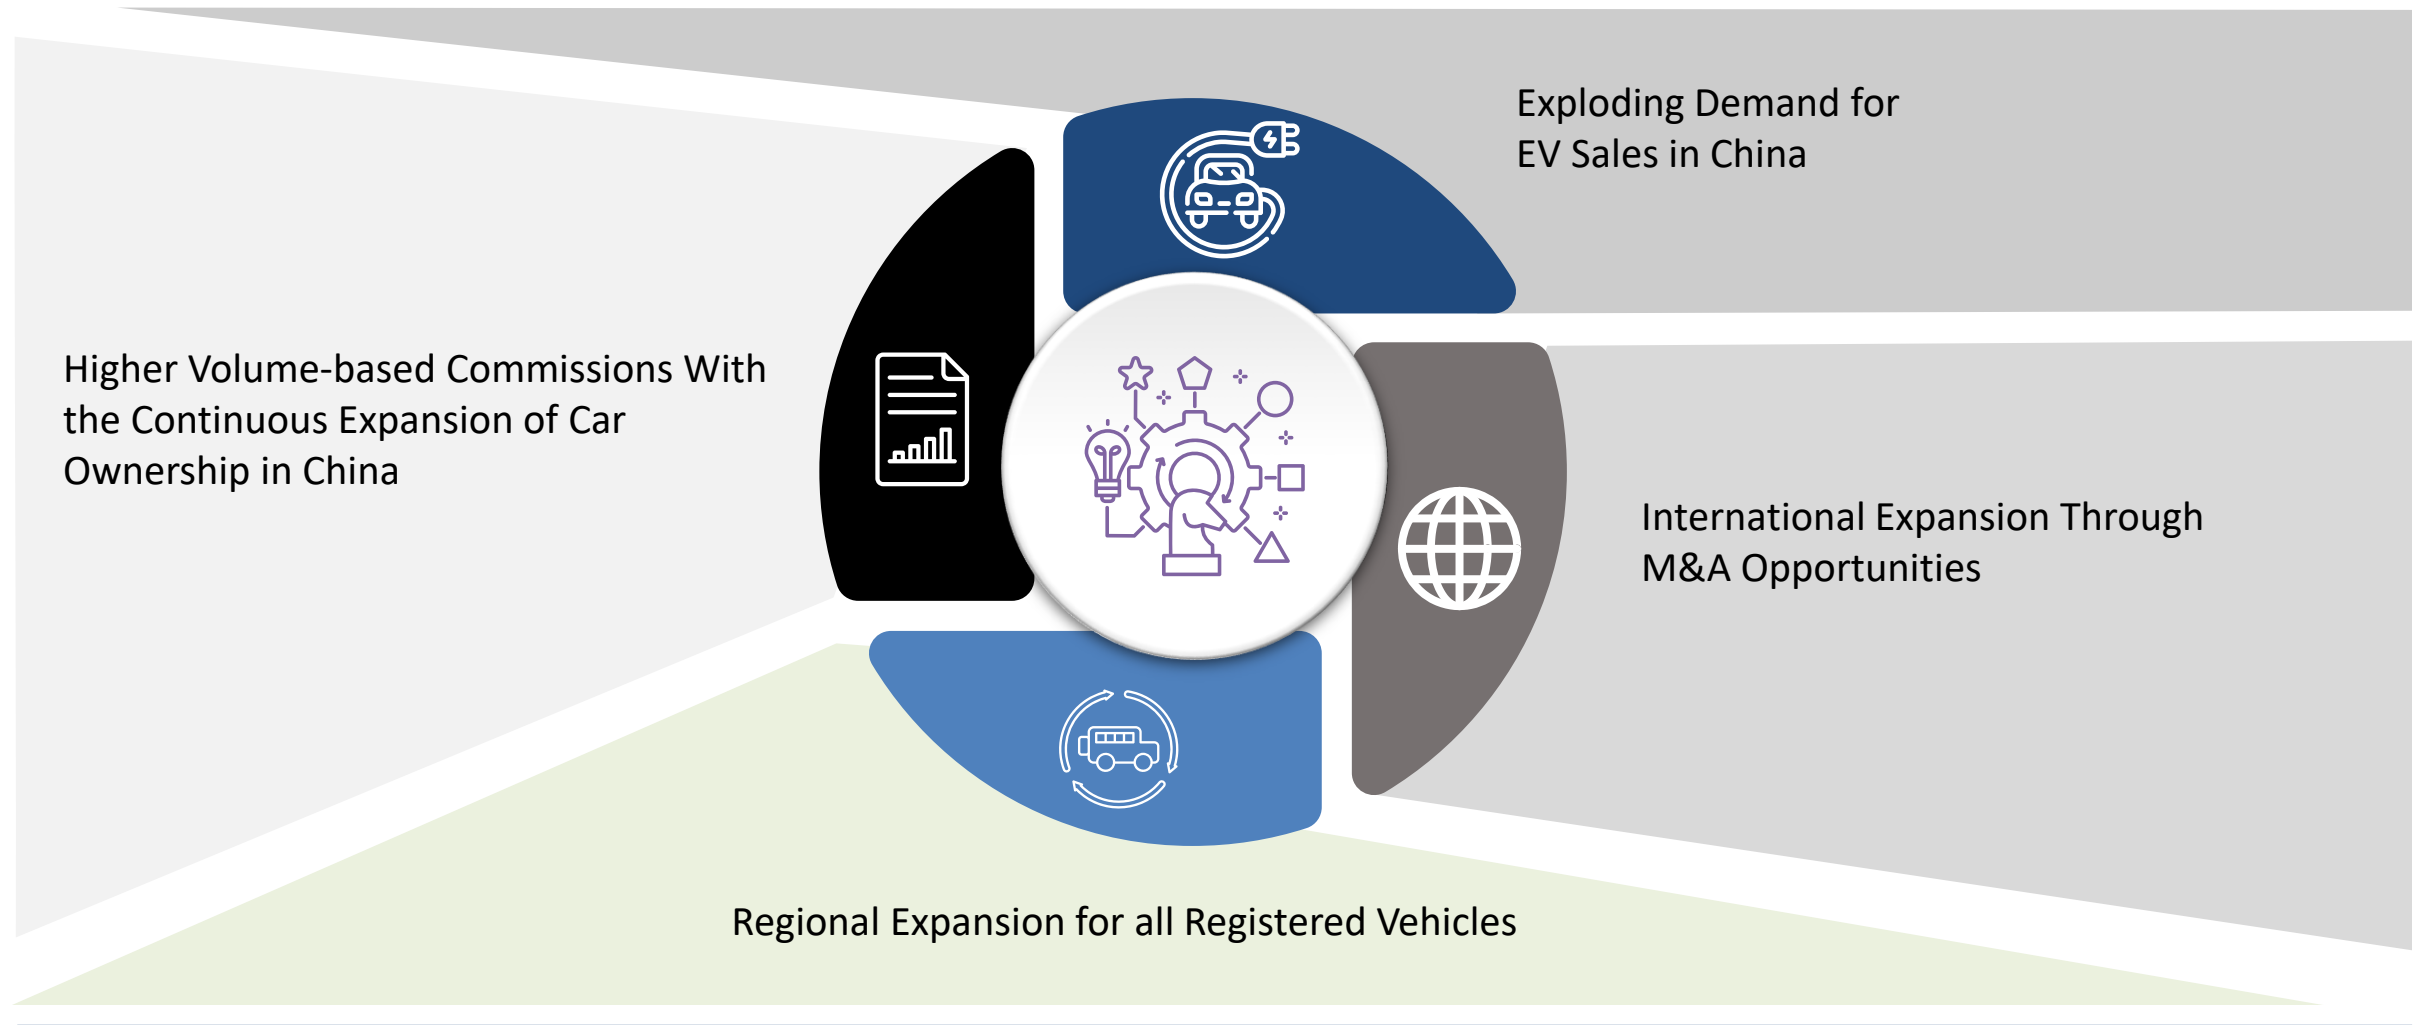 Exploding Demand for
EV Sales in China
Higher Volume-based Commissions With
the Continuous Expansion of Car
Ownership in China
International Expansion Through
M&A Opportunities
Regional Expansion for all Registered Vehicles